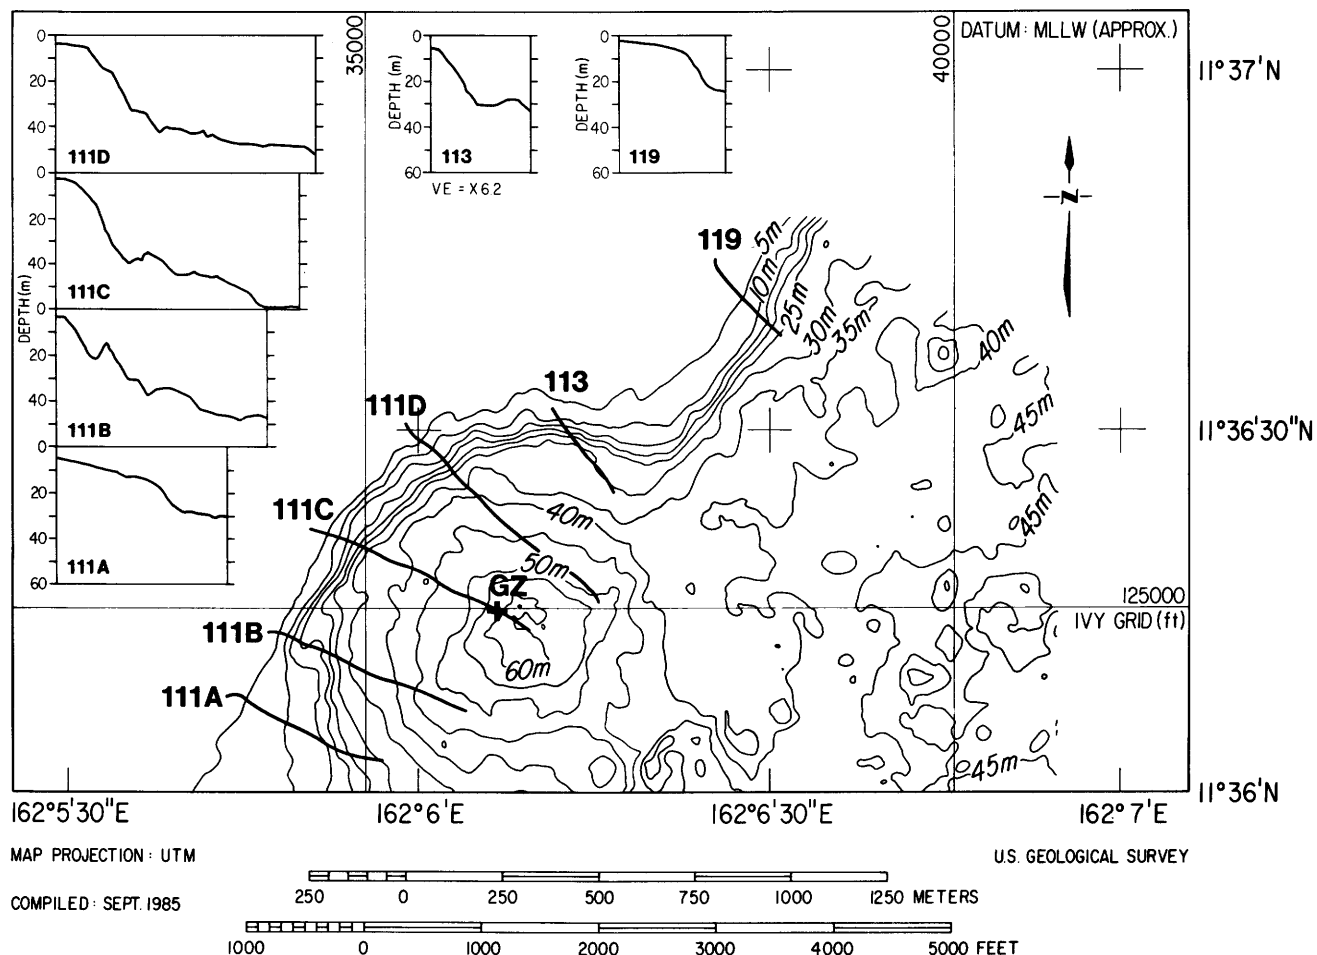 35000
40000
DATUM: MLLW (APPROX.)
11°37'N
0
20
40
0
111D
20
40
0
111C
DEPTH (m)
20
40
0
111B
20
40
60
111A
0
20
40
60
DEPTH (m)
113
VE = X6.2
0
20
40
60
DEPTH (m)
119
N
119
5m
10m
25m
30m
35m
40m
45m
113
111D
11°36'30"N
111C
40m
45m
50m
GZ
125000
IVY GRID (ft)
111B
60m
111A
45m
11°36'N
162°5'30"E
162°6'E
162°6'30"E
162°7'E
MAP PROJECTION: UTM
U.S. GEOLOGICAL SURVEY
COMPILED: SEPT. 1985
250 0 250 500 750 1000 1250 METERS
1000 0 1000 2000 3000 4000 5000 FEET